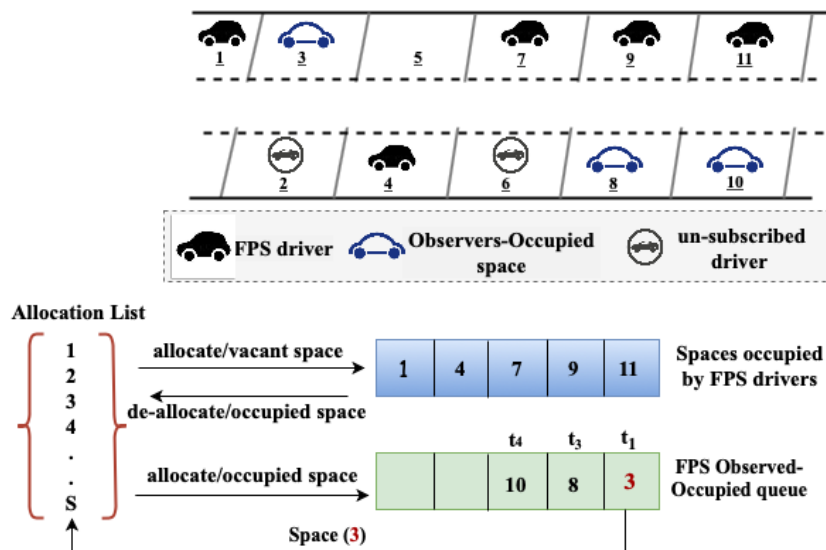 1 3 5 7 9 11
2 4 6 8 10
FPS driver
Observers-Occupied
space
un-subscribed
driver
Allocation List
1
2
3
4
.
.
S
allocate/vacant space
de-allocate/occupied space
allocate/occupied space
1 4 7 9 11
Spaces occupied
by FPS drivers
t4 t3 t1
10 8 3
FPS Observed-
Occupied queue
Space (3)